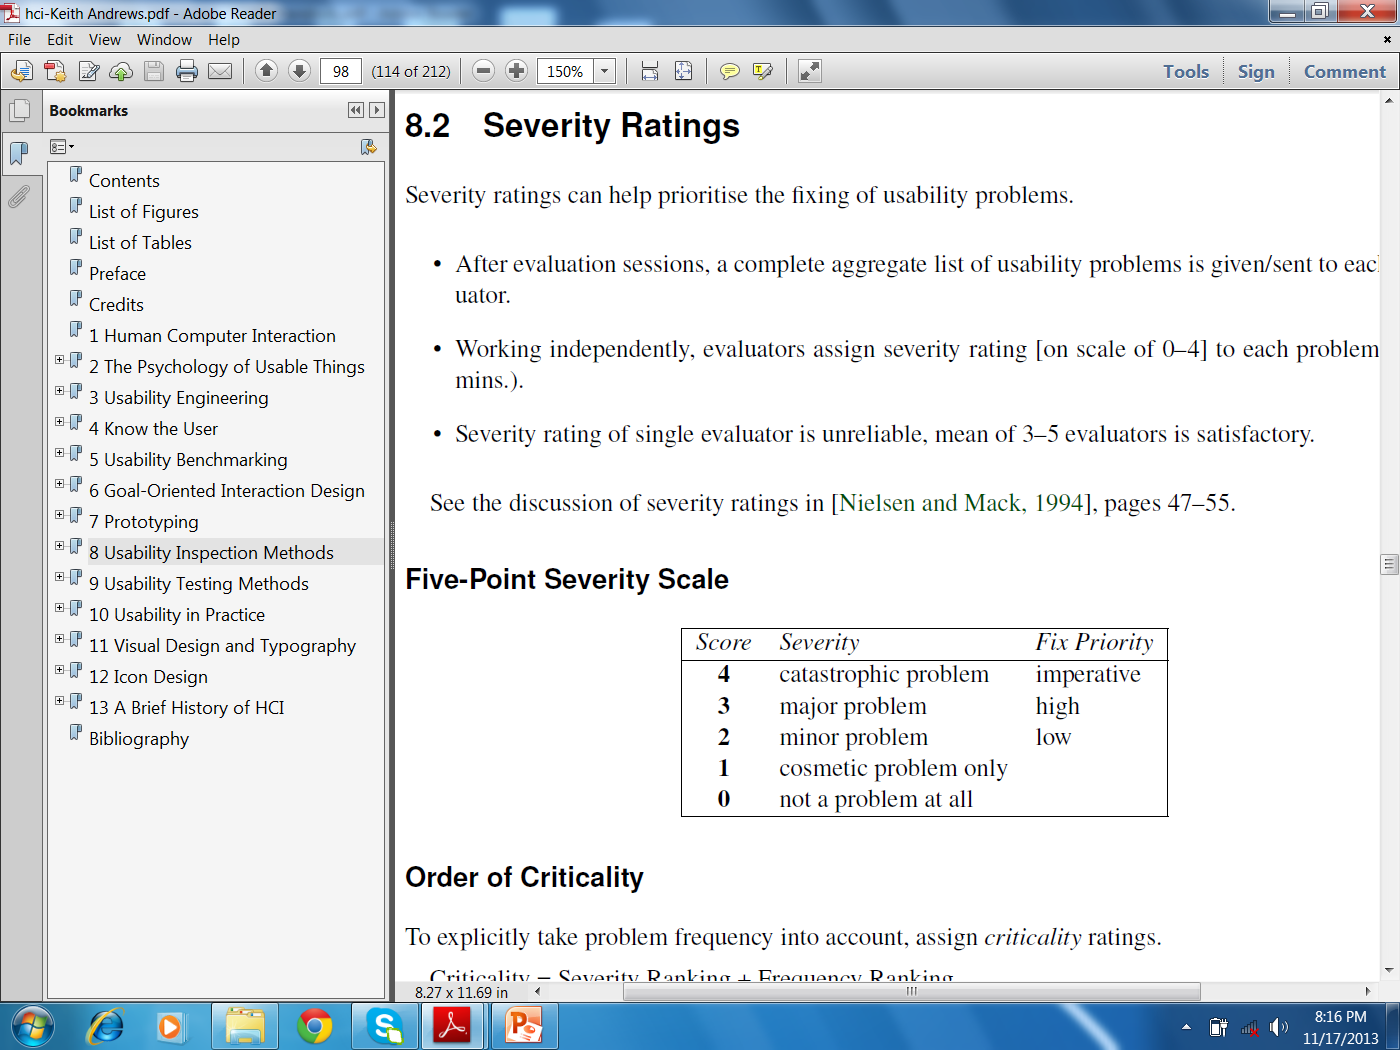 hci-Keith Andrews.pdf - Adobe Reader
File Edit View Window Help
98 (114 of 212) 150% Tools Sign Comment
Bookmarks
Contents
List of Figures
List of Tables
Preface
Credits
1 Human Computer Interaction
2 The Psychology of Usable Things
3 Usability Engineering
4 Know the User
5 Usability Benchmarking
6 Goal-Oriented Interaction Design
7 Prototyping
8 Usability Inspection Methods
9 Usability Testing Methods
10 Usability in Practice
11 Visual Design and Typography
12 Icon Design
13 A Brief History of HCI
Bibliography
8.2 Severity Ratings
Severity ratings can help prioritise the fixing of usability problems.
• After evaluation sessions, a complete aggregate list of usability problems is given/sent to eac
uator.
• Working independently, evaluators assign severity rating [on scale of 0–4] to each problem
mins.).
• Severity rating of single evaluator is unreliable, mean of 3–5 evaluators is satisfactory.
See the discussion of severity ratings in [Nielsen and Mack, 1994], pages 47–55.
Five-Point Severity Scale
Score Severity Fix Priority
4 catastrophic problem imperative
3 major problem high
2 minor problem low
1 cosmetic problem only
0 not a problem at all
Order of Criticality
To explicitly take problem frequency into account, assign criticality ratings.
Criticality = Severity Ranking + Frequency Ranking
8.27 x 11.69 in
8:16 PM
11/17/2013